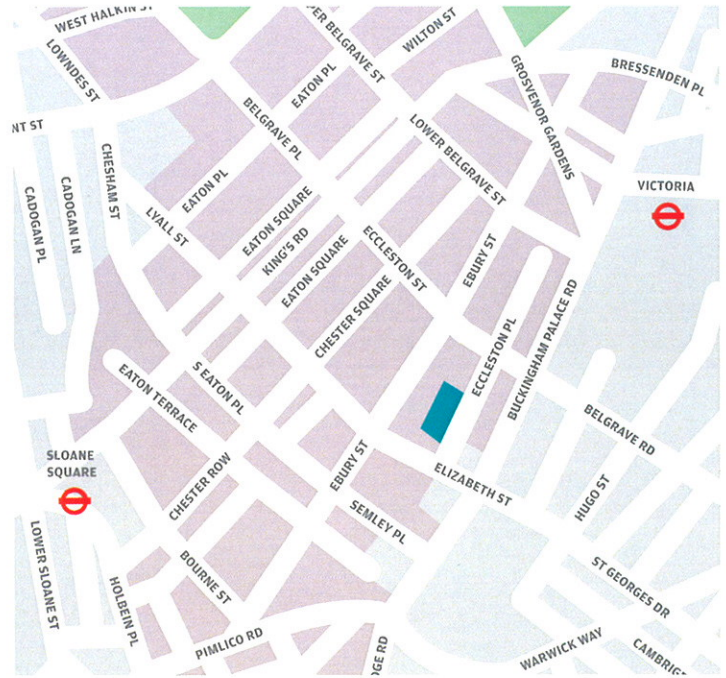 WEST HALKIN ST
LOWNDES ST
BELGRAVE ST
WILTON ST
EATON PL
BELGRAVE PL
GROSVENOR GARDENS
BRESSENDEN PL
NT ST
CHESHAM ST
CADOGAN LN
CADOGAN PL
LOWER BELGRAVE ST
EATON PL
LYALL ST
VICTORIA
EATON SQUARE
KING'S RD
EATON SQUARE
ECCLESTON ST
EBURY ST
CHESTER SQUARE
ECCLESTON PL
BUCKINGHAM PALACE RD
S EATON PL
EATON TERRACE
BELGRAVE RD
SLOANE
SQUARE
CHESTER ROW
EBURY ST
ELIZABETH ST
HUGO ST
SEMLEY PL
LOWER SLOANE ST
HOLBEIN PL
BOURNE ST
ST GEORGES DR
PIMLICO RD
WARWICK WAY